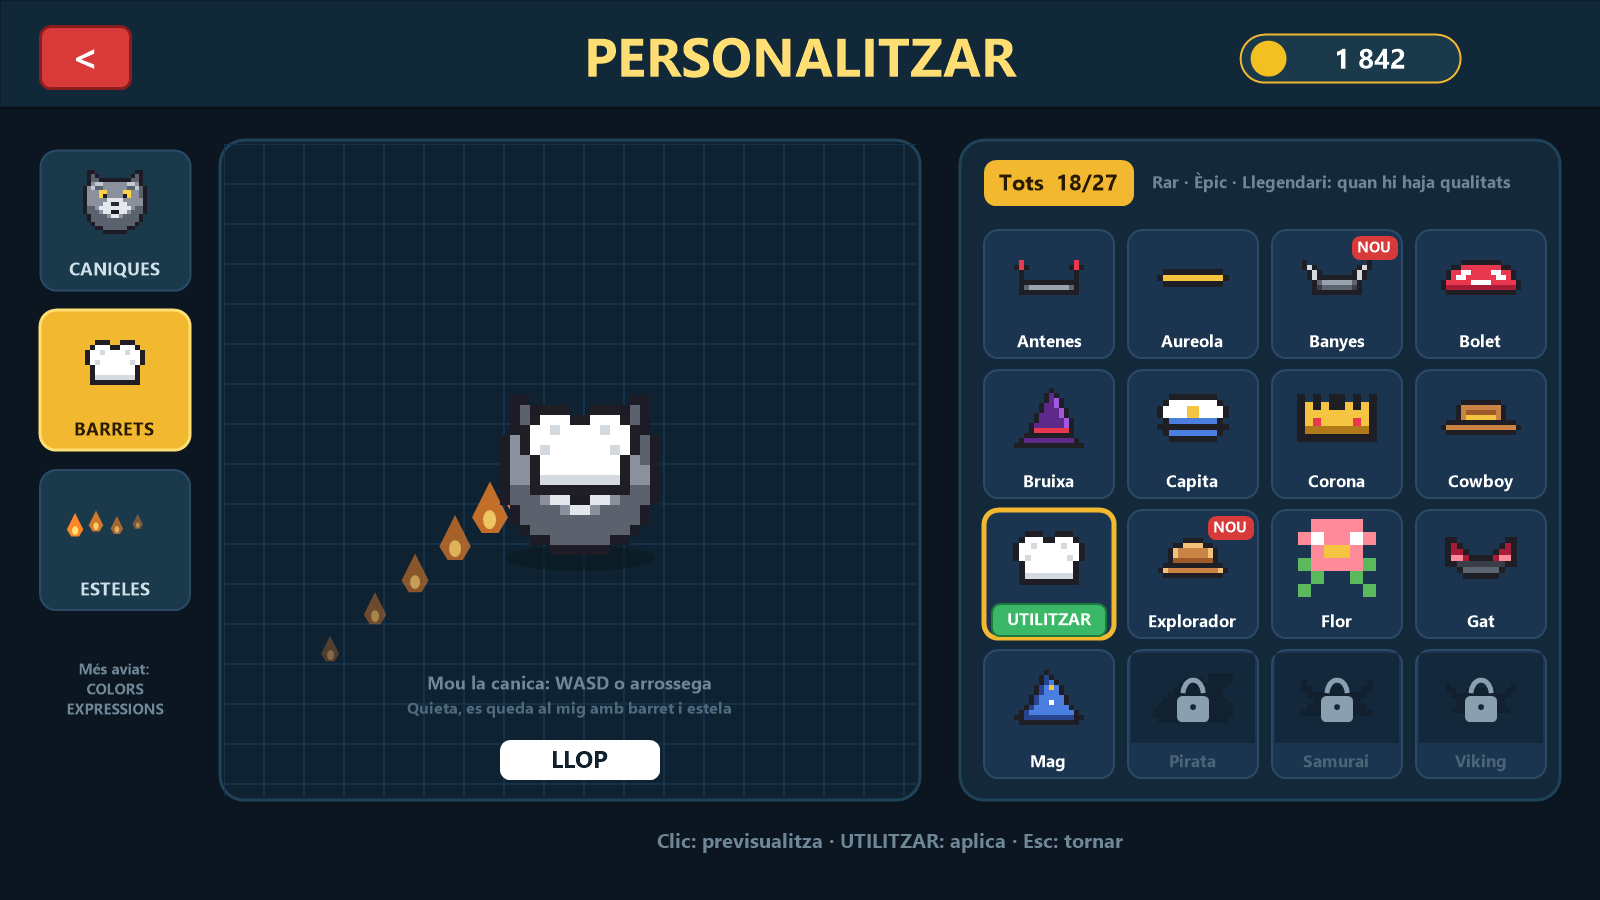 <
PERSONALITZAR
1 842
CANIQUES
BARRETS
ESTELES
Més aviat:
COLORS
EXPRESSIONS
Mou la canica: WASD o arrossega
Quieta, es queda al mig amb barret i estela
LLOP
Tots 18/27
Rar · Èpic · Llegendari: quan hi haja qualitats
Antenes
Aureola
NOU
Banyes
Bolet
Bruixa
Capita
Corona
Cowboy
UTILITZAR
NOU
Explorador
Flor
Gat
Mag
Pirata
Samurai
Viking
Clic: previsualitza · UTILITZAR: aplica · Esc: tornar